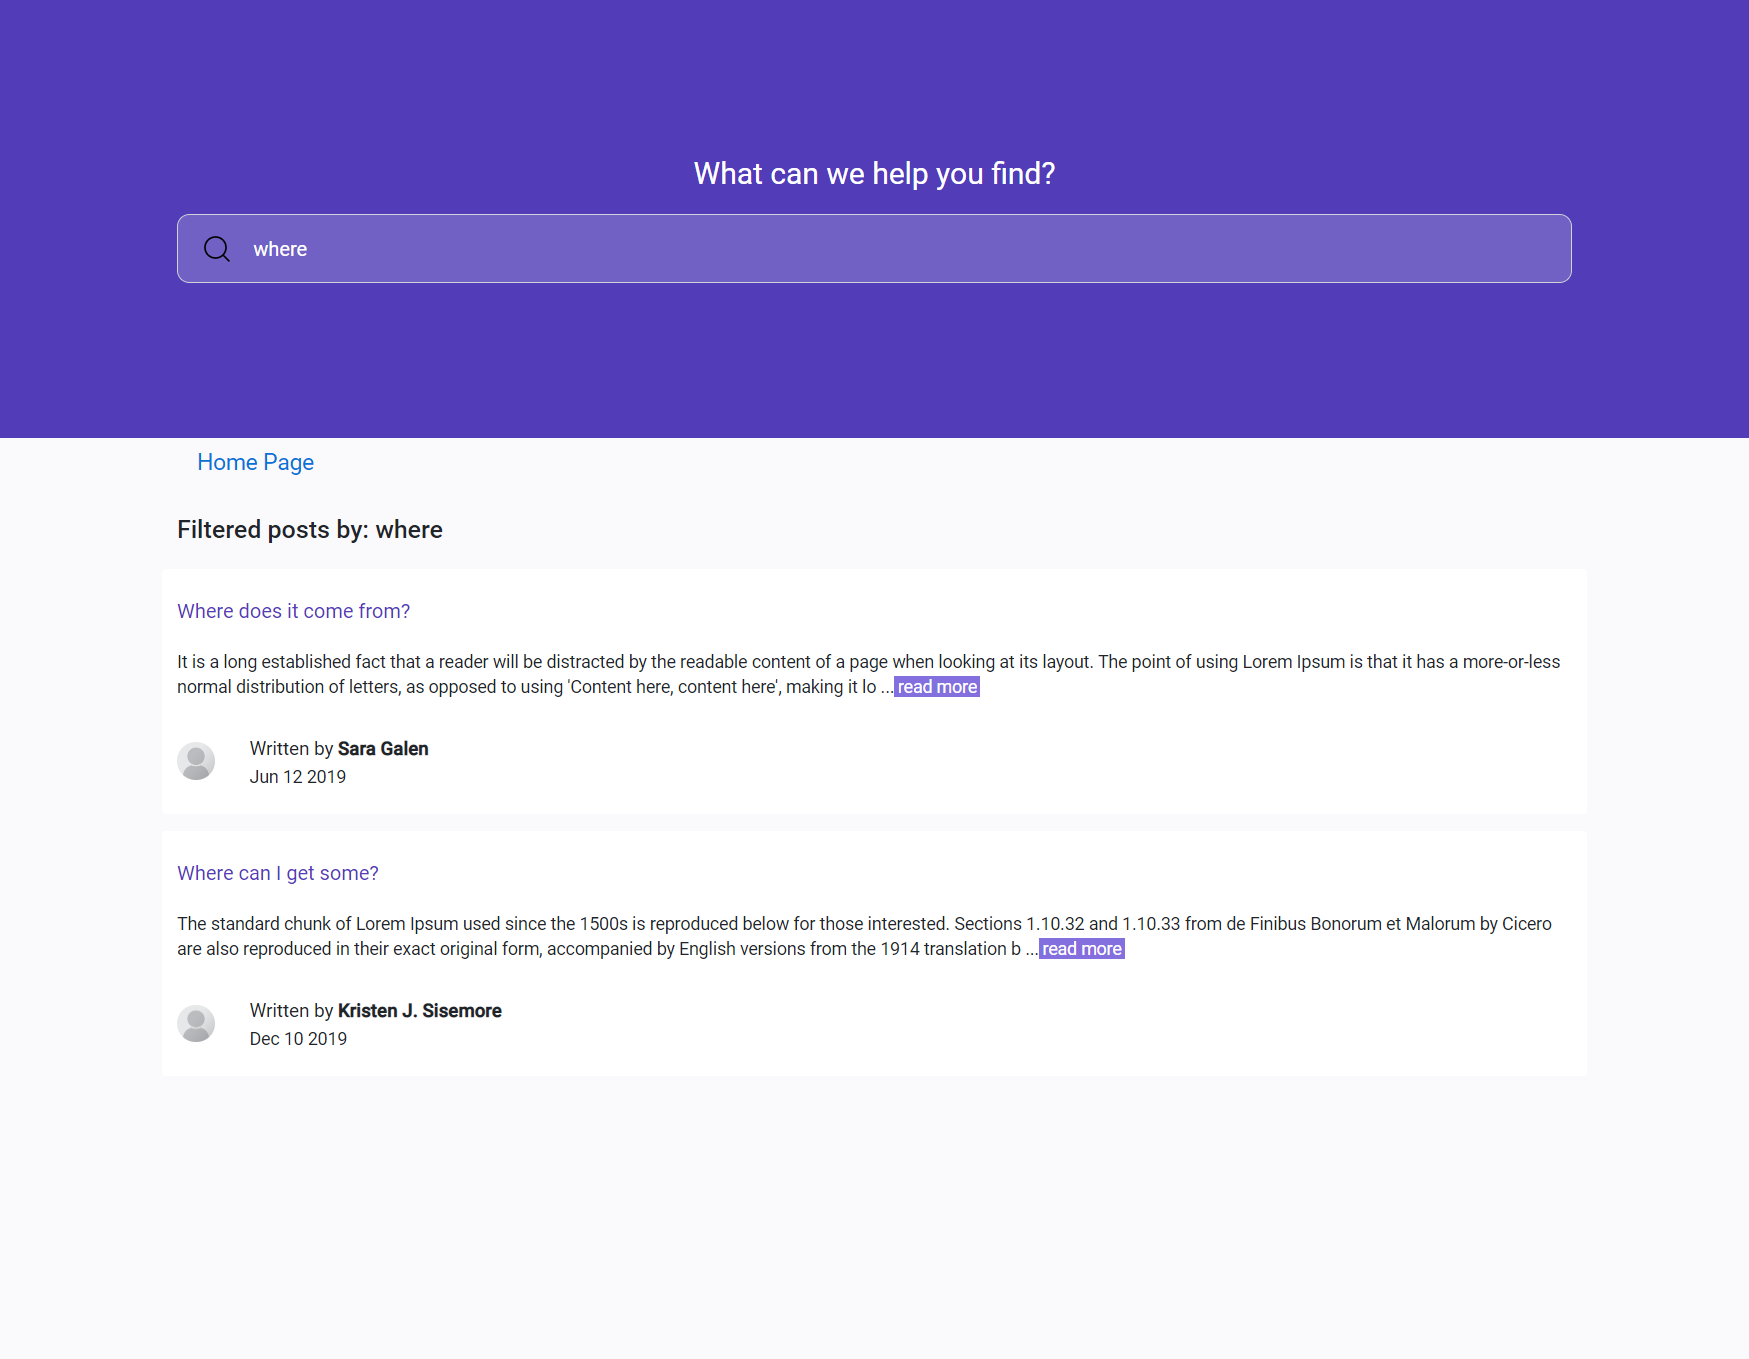 What can we help you find?
where
Home Page
Filtered posts by: where
Where does it come from?
It is a long established fact that a reader will be distracted by the readable content of a page when looking at its layout. The point of using Lorem Ipsum is that it has a more-or-less
normal distribution of letters, as opposed to using 'Content here, content here', making it lo ... read more
Written by Sara Galen
Jun 12 2019
Where can I get some?
The standard chunk of Lorem Ipsum used since the 1500s is reproduced below for those interested. Sections 1.10.32 and 1.10.33 from de Finibus Bonorum et Malorum by Cicero
are also reproduced in their exact original form, accompanied by English versions from the 1914 translation b ... read more
Written by Kristen J. Sisemore
Dec 10 2019